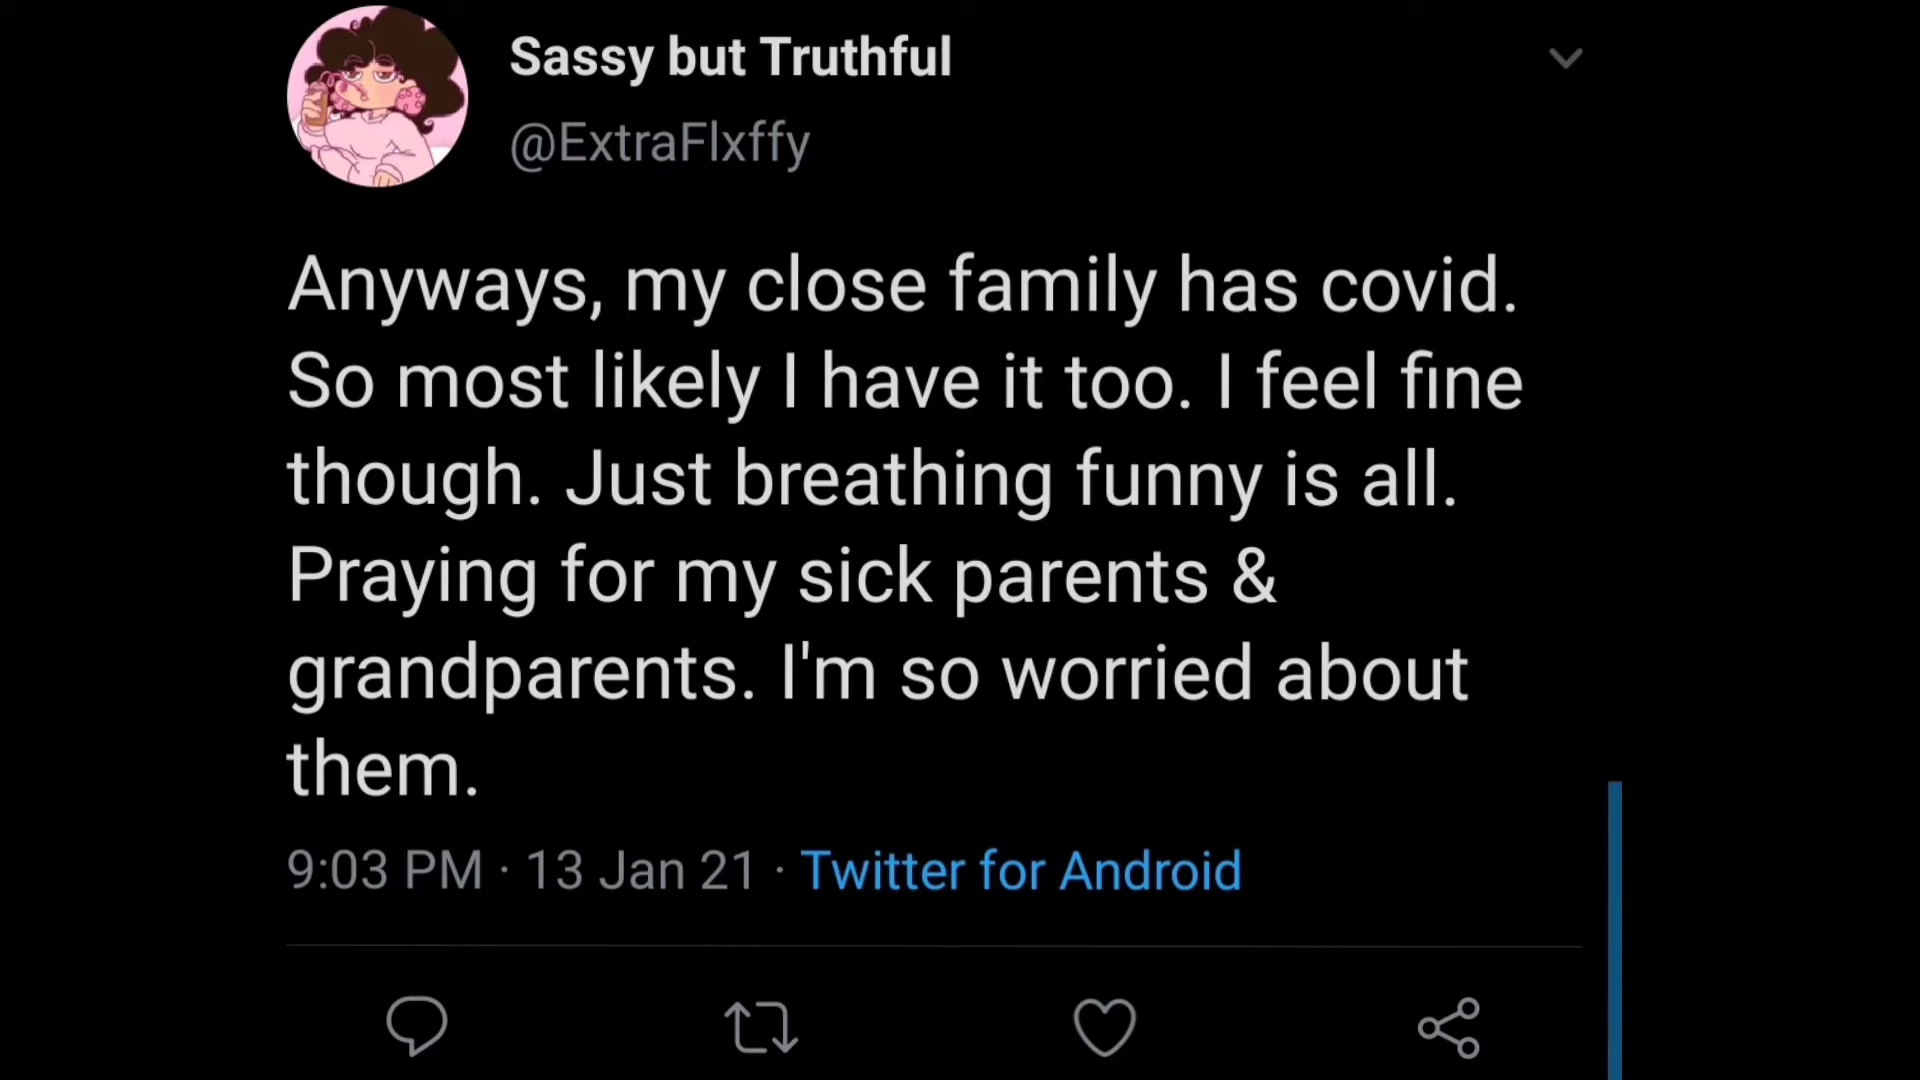 Sassy but Truthful
@ExtraFlxffy
Anyways, my close family has covid.
So most likely I have it too. I feel fine
though. Just breathing funny is all.
Praying for my sick parents &
grandparents. I'm so worried about
them.
9:03 PM · 13 Jan 21 · Twitter for Android